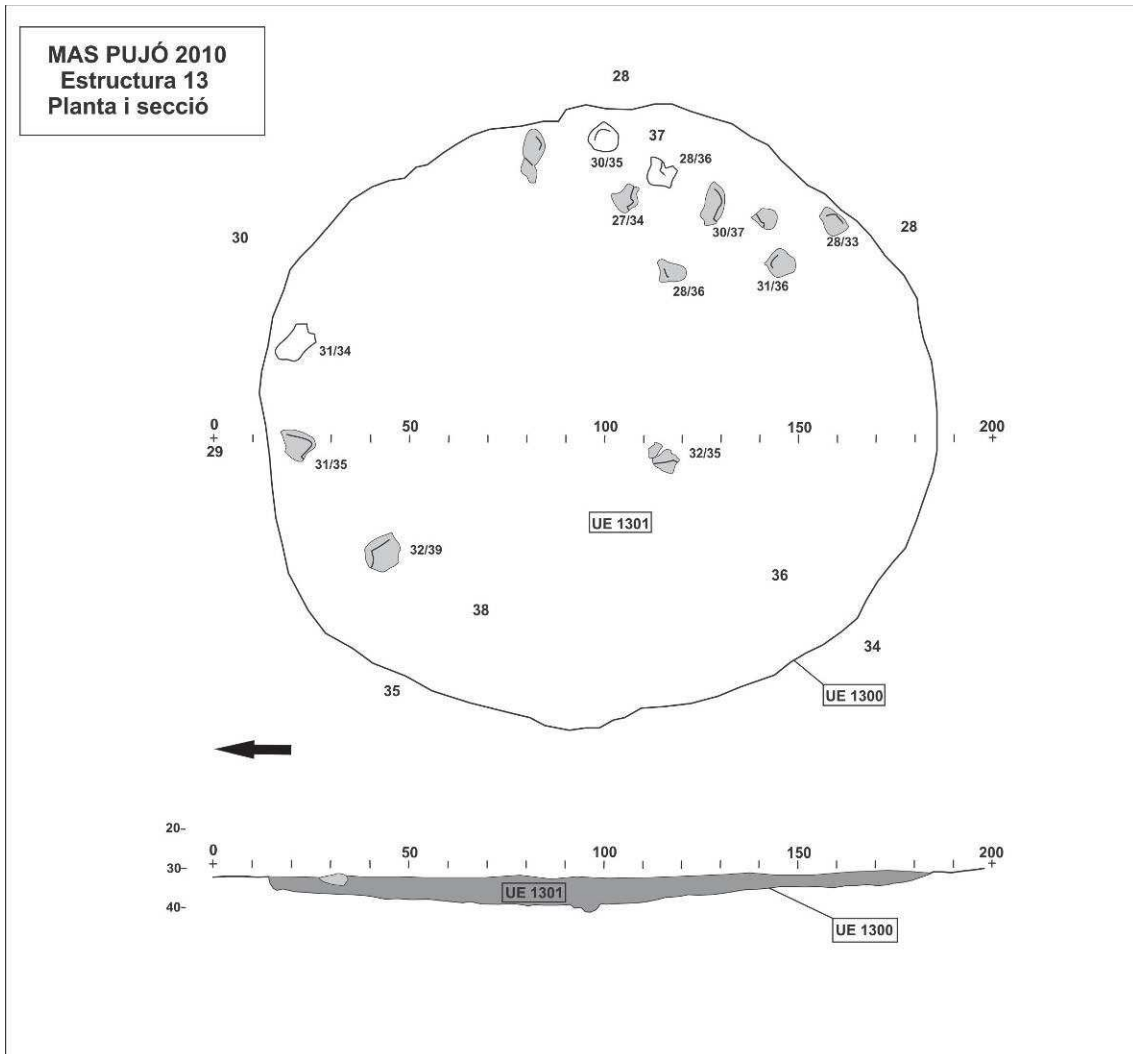 MAS PUJÓ 2010
Estructura 13
Planta i secció
28
37
30/35
28/36
27/34
30/37
28/33
28
30
28/36
31/36
31/34
0 50 100 150 200
29
31/35
32/35
UE 1301
32/39
36
38
34
35
UE 1300
20-
0 50 100 150 200
30-
UE 1301
40-
UE 1300